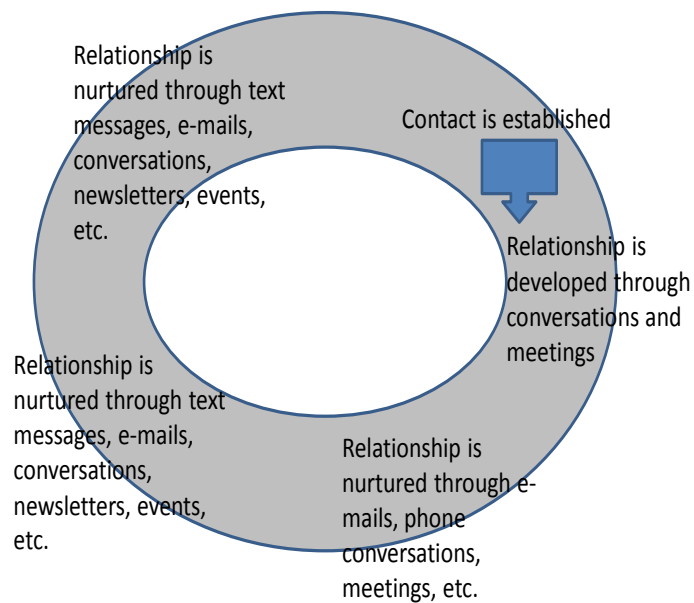 Contact is established
Relationship is
developed through
conversations and
meetings
Relationship is
nurtured through e-
mails, phone
conversations,
meetings, etc.
Relationship is
nurtured through text
messages, e-mails,
conversations,
newsletters, events,
etc.
Relationship is
nurtured through text
messages, e-mails,
conversations,
newsletters, events,
etc.